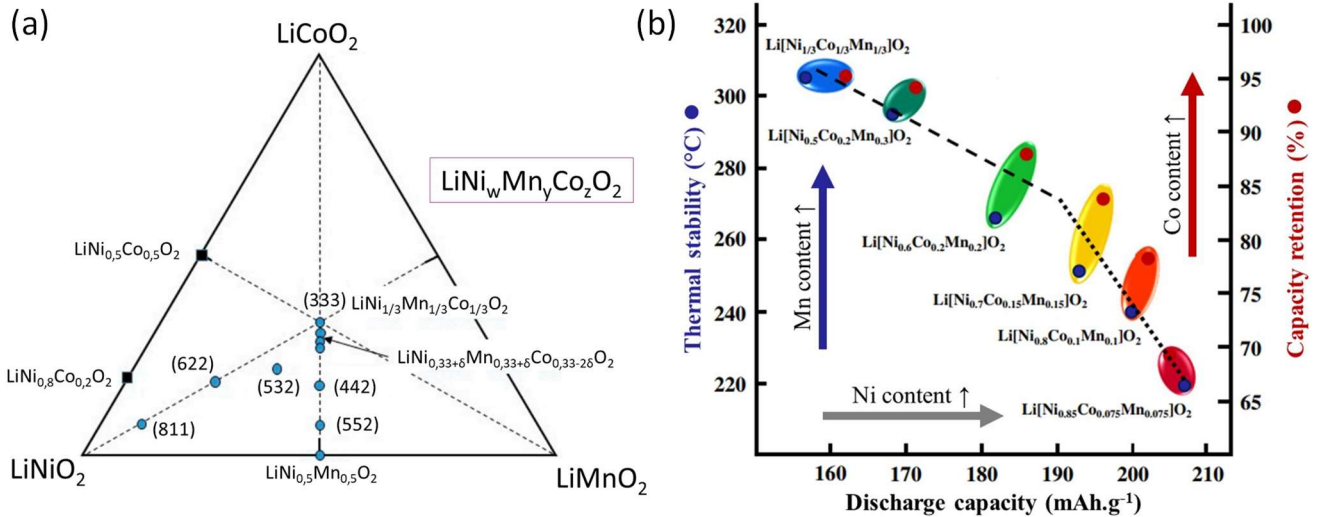 (a)
LiCoO₂
LiNiwMnyCozO₂
LiNi₀,₅Co₀,₅O₂
(333)
LiNi₁/₃Mn₁/₃Co₁/₃O₂
LiNi₀,₃₃₊δMn₀,₃₃₊δCo₀,₃₃₋₂δO₂
LiNi₀,₈Co₀,₂O₂
(622)
(532)
(442)
(811)
(552)
LiNiO₂
LiNi₀,₅Mn₀,₅O₂
LiMnO₂
(b)
320
300
280
260
240
220
Thermal stability (°C)
Li[Ni₁/₃Co₁/₃Mn₁/₃]O₂
Li[Ni₀.₅Co₀.₂Mn₀.₃]O₂
Li[Ni₀.₆Co₀.₂Mn₀.₂]O₂
Li[Ni₀.₇Co₀.₁₅Mn₀.₁₅]O₂
Li[Ni₀.₈Co₀.₁Mn₀.₁]O₂
Li[Ni₀.₈₅Co₀.₀₇₅Mn₀.₀₇₅]O₂
Mn content ↑
Ni content ↑
Co content ↑
100
95
90
85
80
75
70
65
Capacity retention (%)
160
170
180
190
200
210
Discharge capacity (mAh.g⁻¹)